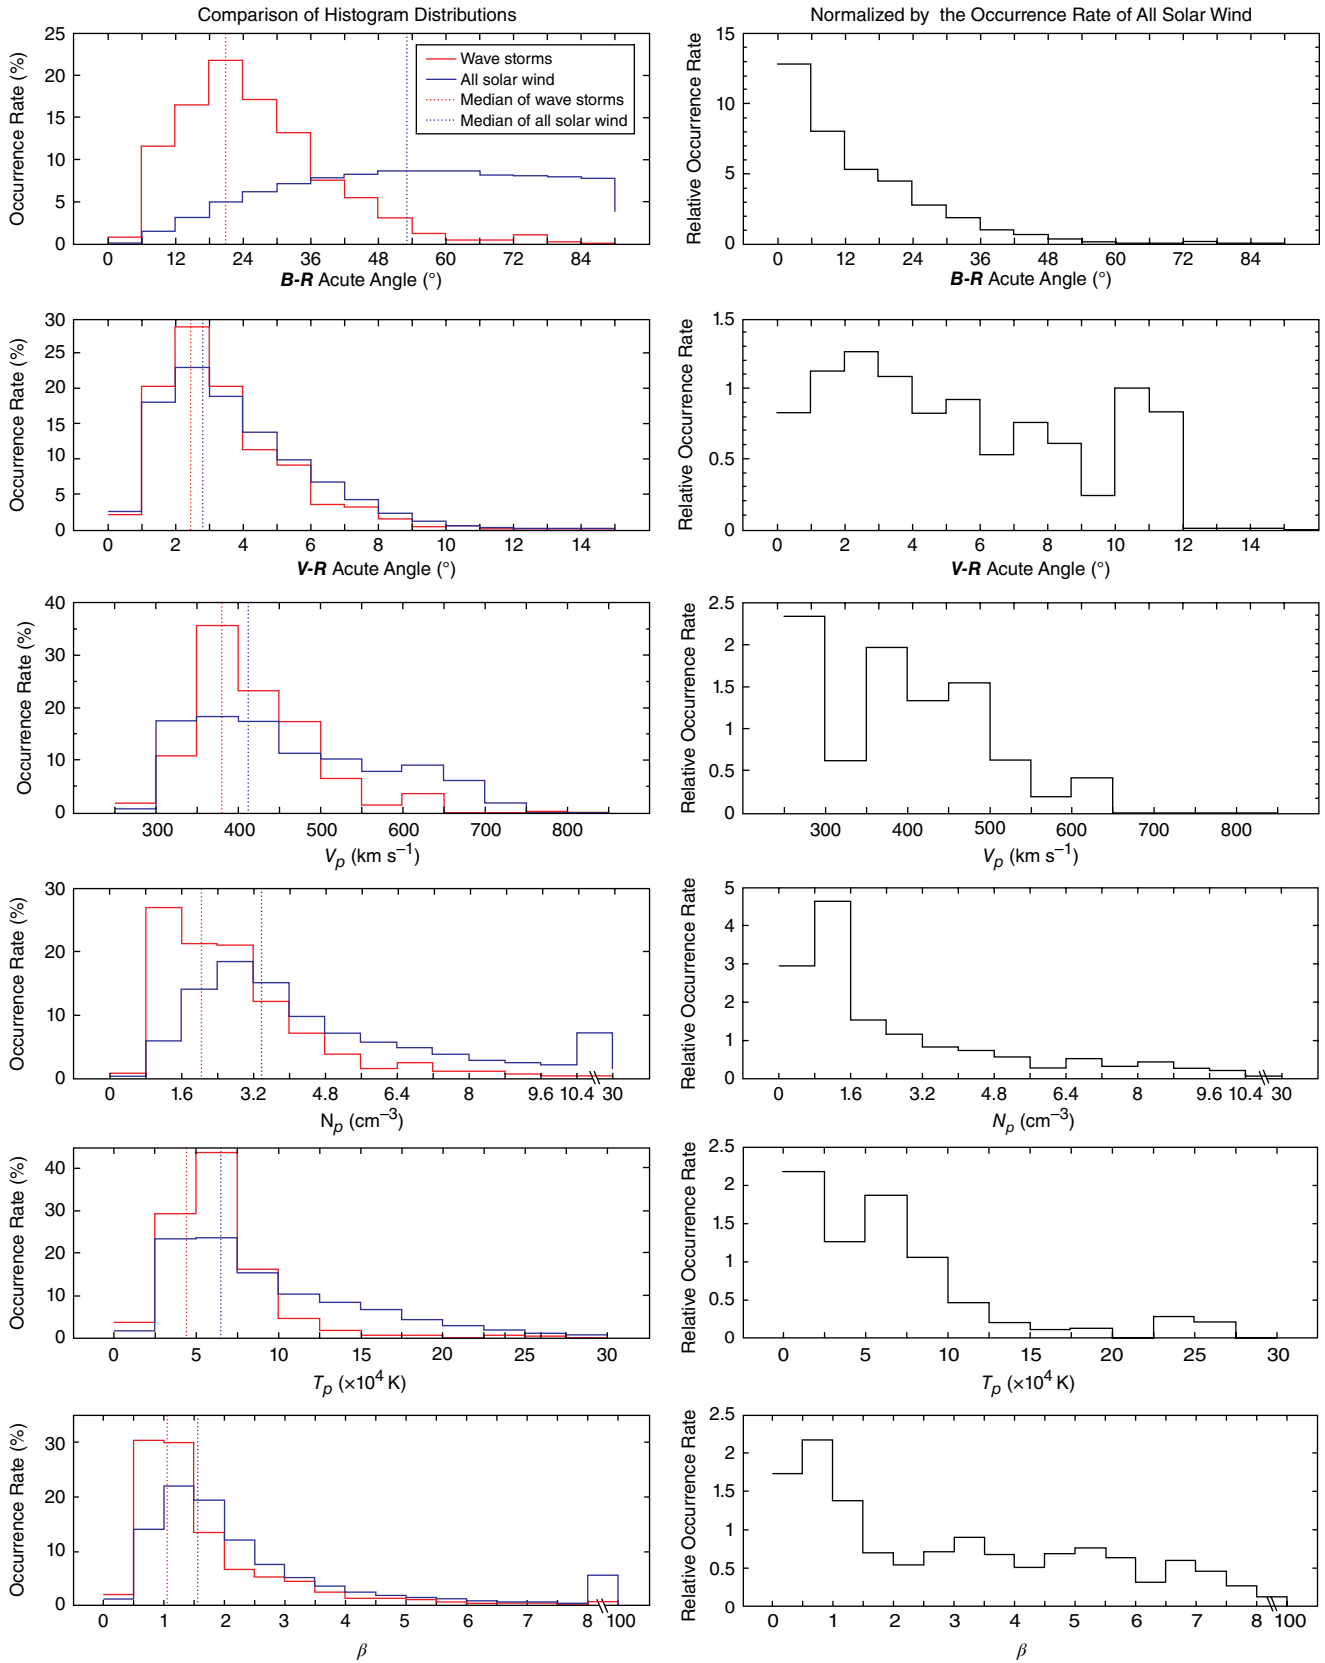 Comparison of Histogram Distributions
Normalized by the Occurrence Rate of All Solar Wind
Occurrence Rate (%)
25
20
15
10
5
0
Wave storms
All solar wind
Median of wave storms
Median of all solar wind
0 12 24 36 48 60 72 84
B-R Acute Angle (°)
Relative Occurrence Rate
15
10
5
0
0 12 24 36 48 60 72 84
B-R Acute Angle (°)
Occurrence Rate (%)
30
25
20
15
10
5
0
0 2 4 6 8 10 12 14
V-R Acute Angle (°)
Relative Occurrence Rate
1.5
1
0.5
0
0 2 4 6 8 10 12 14
V-R Acute Angle (°)
Occurrence Rate (%)
40
30
20
10
0
300 400 500 600 700 800
Vp (km s−1)
Relative Occurrence Rate
2.5
2
1.5
1
0.5
0
300 400 500 600 700 800
Vp (km s−1)
Occurrence Rate (%)
30
20
10
0
0 1.6 3.2 4.8 6.4 8 9.6 10.4 30
Np (cm−3)
Relative Occurrence Rate
5
4
3
2
1
0
0 1.6 3.2 4.8 6.4 8 9.6 10.4 30
Np (cm−3)
Occurrence Rate (%)
40
30
20
10
0
0 5 10 15 20 25 30
Tp (×104 K)
Relative Occurrence Rate
2.5
2
1.5
1
0.5
0
0 5 10 15 20 25 30
Tp (×104 K)
Occurrence Rate (%)
30
20
10
0
0 1 2 3 4 5 6 7 8 100
β
Relative Occurrence Rate
2.5
2
1.5
1
0.5
0
0 1 2 3 4 5 6 7 8 100
β